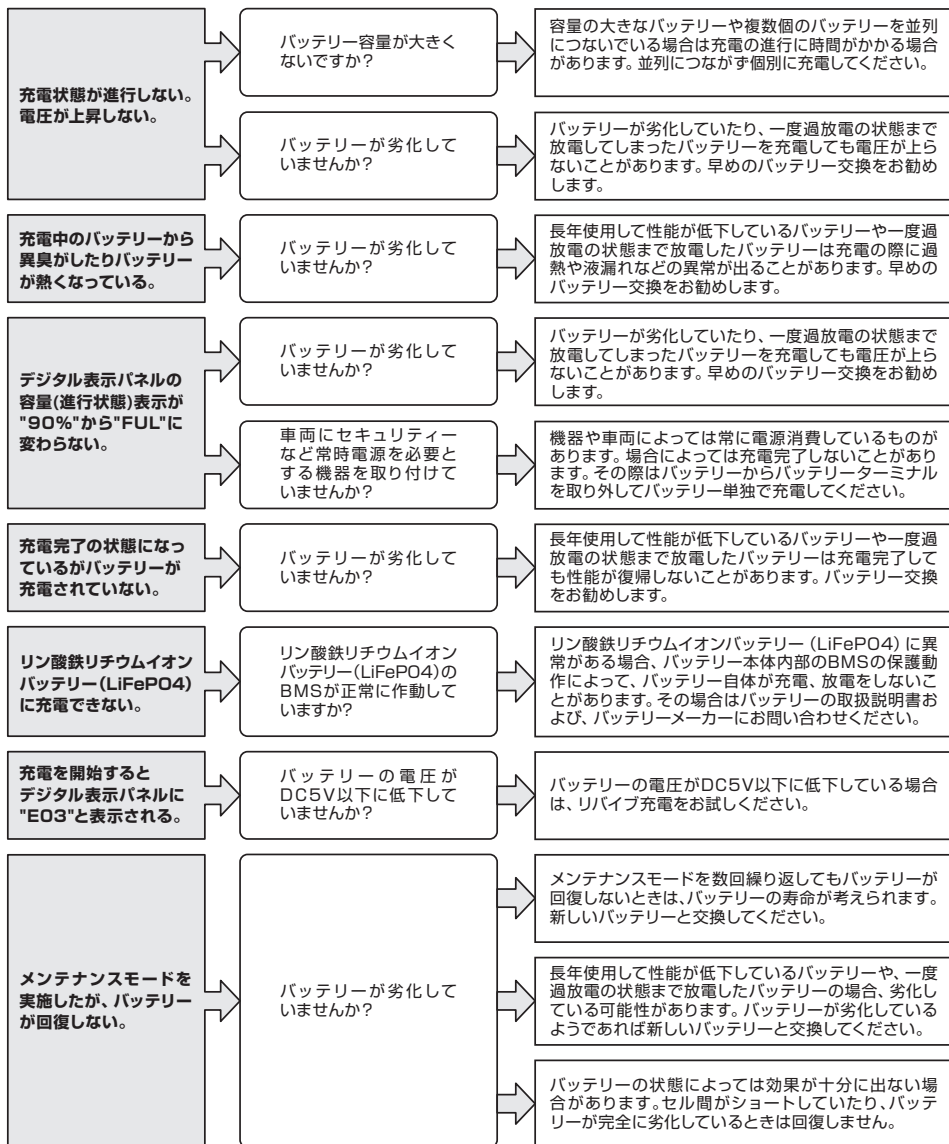 充電状態が進行しない。
電圧が上昇しない。
バッテリー容量が大きく
ないですか？
容量の大きなバッテリーや複数個のバッテリーを並列
につないでいる場合は充電の進行に時間がかかる場合
があります。並列につながず個別に充電してください。
バッテリーが劣化して
いませんか？
バッテリーが劣化していたり、一度過放電の状態まで
放電してしまったバッテリーを充電しても電圧が上ら
ないことがあります。早めのバッテリー交換をお勧め
します。
充電中のバッテリーから
異臭がしたりバッテリー
が熱くなっている。
バッテリーが劣化して
いませんか？
長年使用して性能が低下しているバッテリーや一度過
放電の状態まで放電したバッテリーは充電の際に過
熱や液漏れなどの異常が出ることがあります。早めの
バッテリー交換をお勧めします。
デジタル表示パネルの
容量(進行状態)表示が
"90%"から"FUL"に
変わらない。
バッテリーが劣化して
いませんか？
バッテリーが劣化していたり、一度過放電の状態まで
放電してしまったバッテリーを充電しても電圧が上ら
ないことがあります。早めのバッテリー交換をお勧め
します。
車両にセキュリティー
など常時電源を必要と
する機器を取り付けて
いませんか？
機器や車両によっては常に電源消費しているものが
あります。場合によっては充電完了しないことがあり
ます。その際はバッテリーからバッテリーターミナル
を取り外してバッテリー単独で充電してください。
充電完了の状態になっ
ているがバッテリーが
充電されていない。
バッテリーが劣化して
いませんか？
長年使用して性能が低下しているバッテリーや一度過
放電の状態まで放電したバッテリーは充電完了して
も性能が復帰しないことがあります。バッテリー交換
をお勧めします。
リン酸鉄リチウムイオン
バッテリー(LiFePO4)
に充電できない。
リン酸鉄リチウムイオン
バッテリー(LiFePO4)の
BMSが正常に作動して
いますか?
リン酸鉄リチウムイオンバッテリー（LiFePO4）に異
常がある場合、バッテリー本体内部のBMSの保護動
作によって、バッテリー自体が充電、放電をしないこ
とがあります。その場合はバッテリーの取扱説明書お
よび、バッテリーメーカーにお問い合わせください。
充電を開始すると
デジタル表示パネルに
"E03"と表示される。
バッテリーの電圧が
DC5V以下に低下して
いませんか？
バッテリーの電圧がDC5V以下に低下している場合
は、リバイブ充電をお試しください。
メンテナンスモードを
実施したが、バッテリー
が回復しない。
バッテリーが劣化して
いませんか？
メンテナンスモードを数回繰り返してもバッテリーが
回復しないときは、バッテリーの寿命が考えられます。
新しいバッテリーと交換してください。
長年使用して性能が低下しているバッテリーや、一度
過放電の状態まで放電したバッテリーの場合、劣化し
ている可能性があります。バッテリーが劣化している
ようであれば新しいバッテリーと交換してください。
バッテリーの状態によっては効果が十分に出ない場
合があります。セル間がショートしていたり、バッテ
リーが完全に劣化しているときは回復しません。